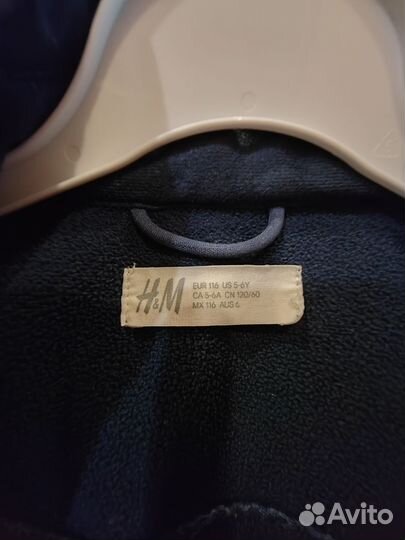 H&M
EUR 116 US 5-6Y
CA 5-6A CN 120/60
MX 116 AUS 6
Avito